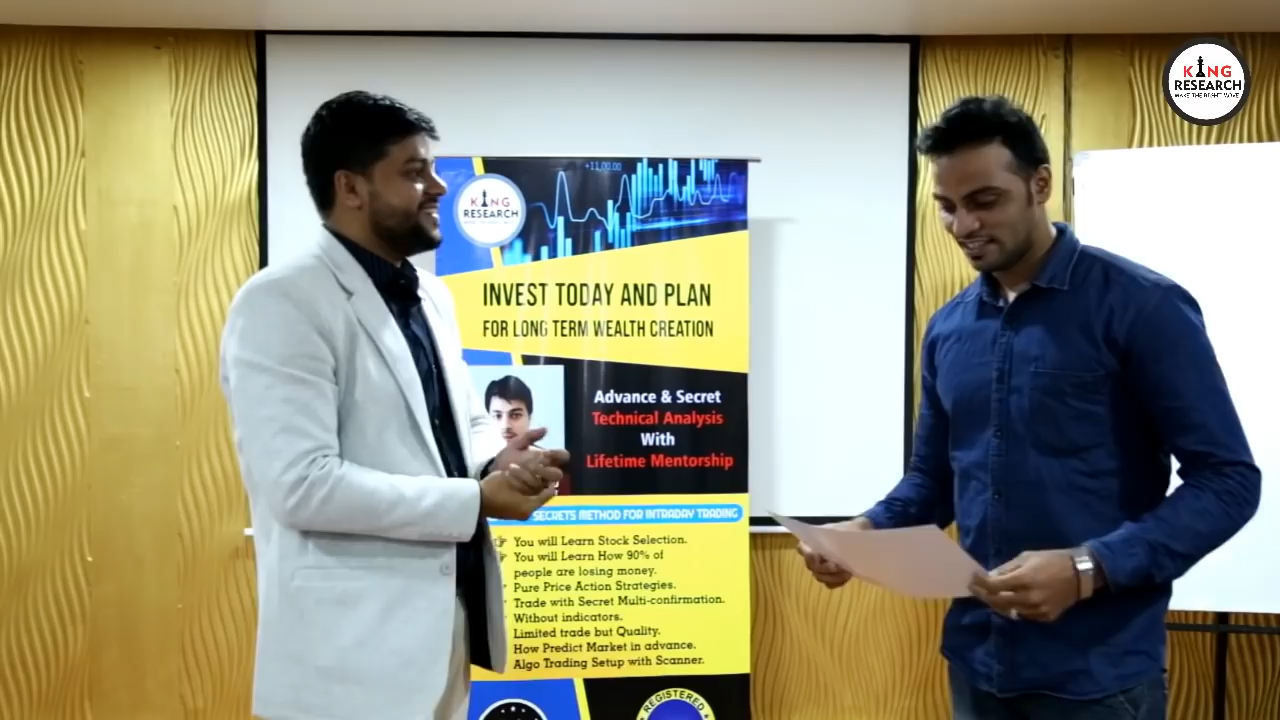 KING
RESEARCH
MAKE THE RIGHT MOVE
+11,00.00
KING
RESEARCH
INVEST TODAY AND PLAN
FOR LONG TERM WEALTH CREATION
Advance & Secret
Technical Analysis
With
Lifetime Mentorship
SECRETS METHOD FOR INTRADAY TRADING
You will Learn Stock Selection.
You will Learn How 90% of
people are losing money.
Pure Price Action Strategies.
Trade with Secret Multi-confirmation.
Without indicators.
Limited trade but Quality.
How Predict Market in advance.
Algo Trading Setup with Scanner.
REGISTERED